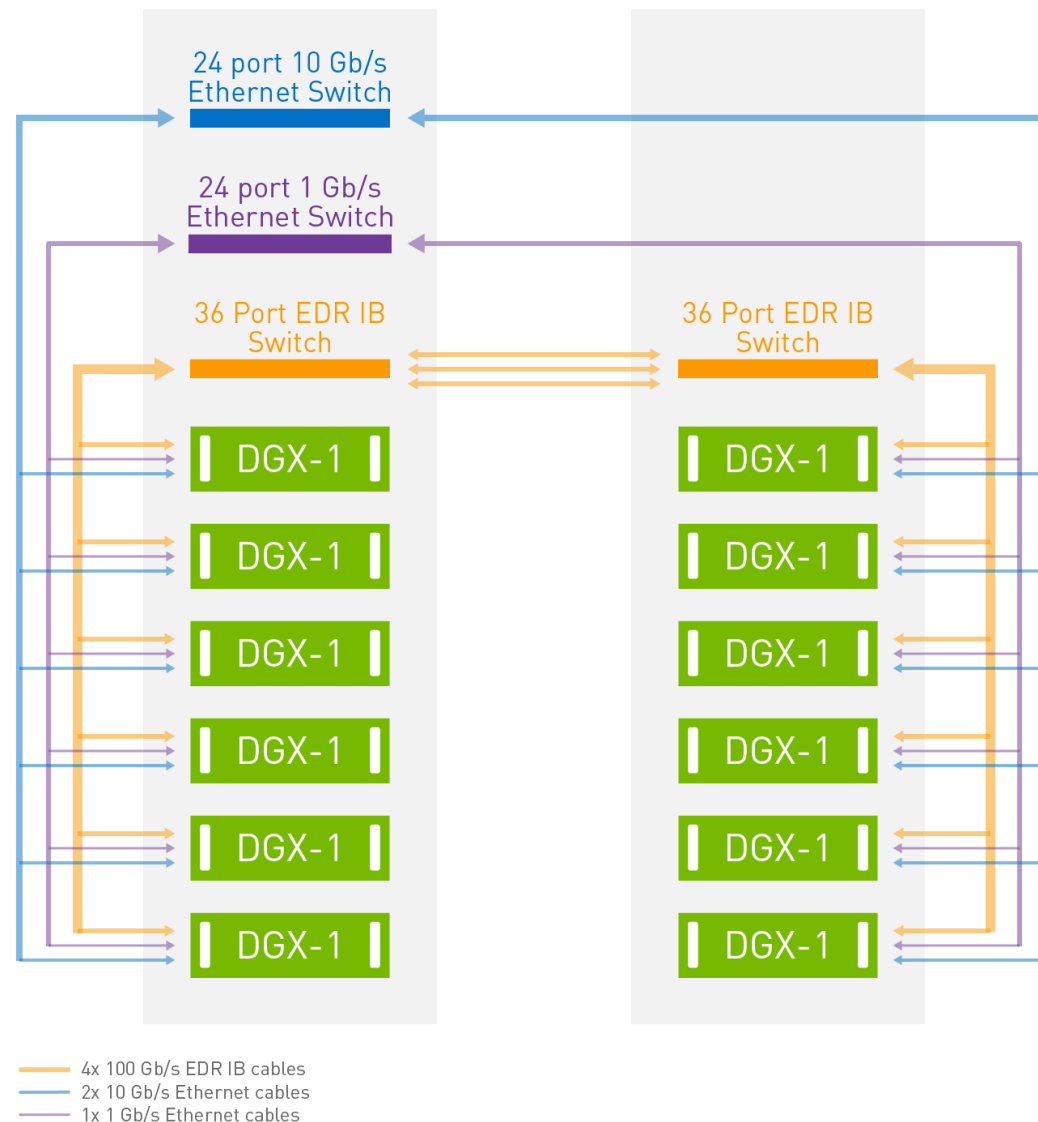 24 port 10 Gb/s
Ethernet Switch
24 port 1 Gb/s
Ethernet Switch
36 Port EDR IB
Switch
36 Port EDR IB
Switch
DGX-1
DGX-1
DGX-1
DGX-1
DGX-1
DGX-1
DGX-1
DGX-1
DGX-1
DGX-1
DGX-1
DGX-1
4x 100 Gb/s EDR IB cables
2x 10 Gb/s Ethernet cables
1x 1 Gb/s Ethernet cables